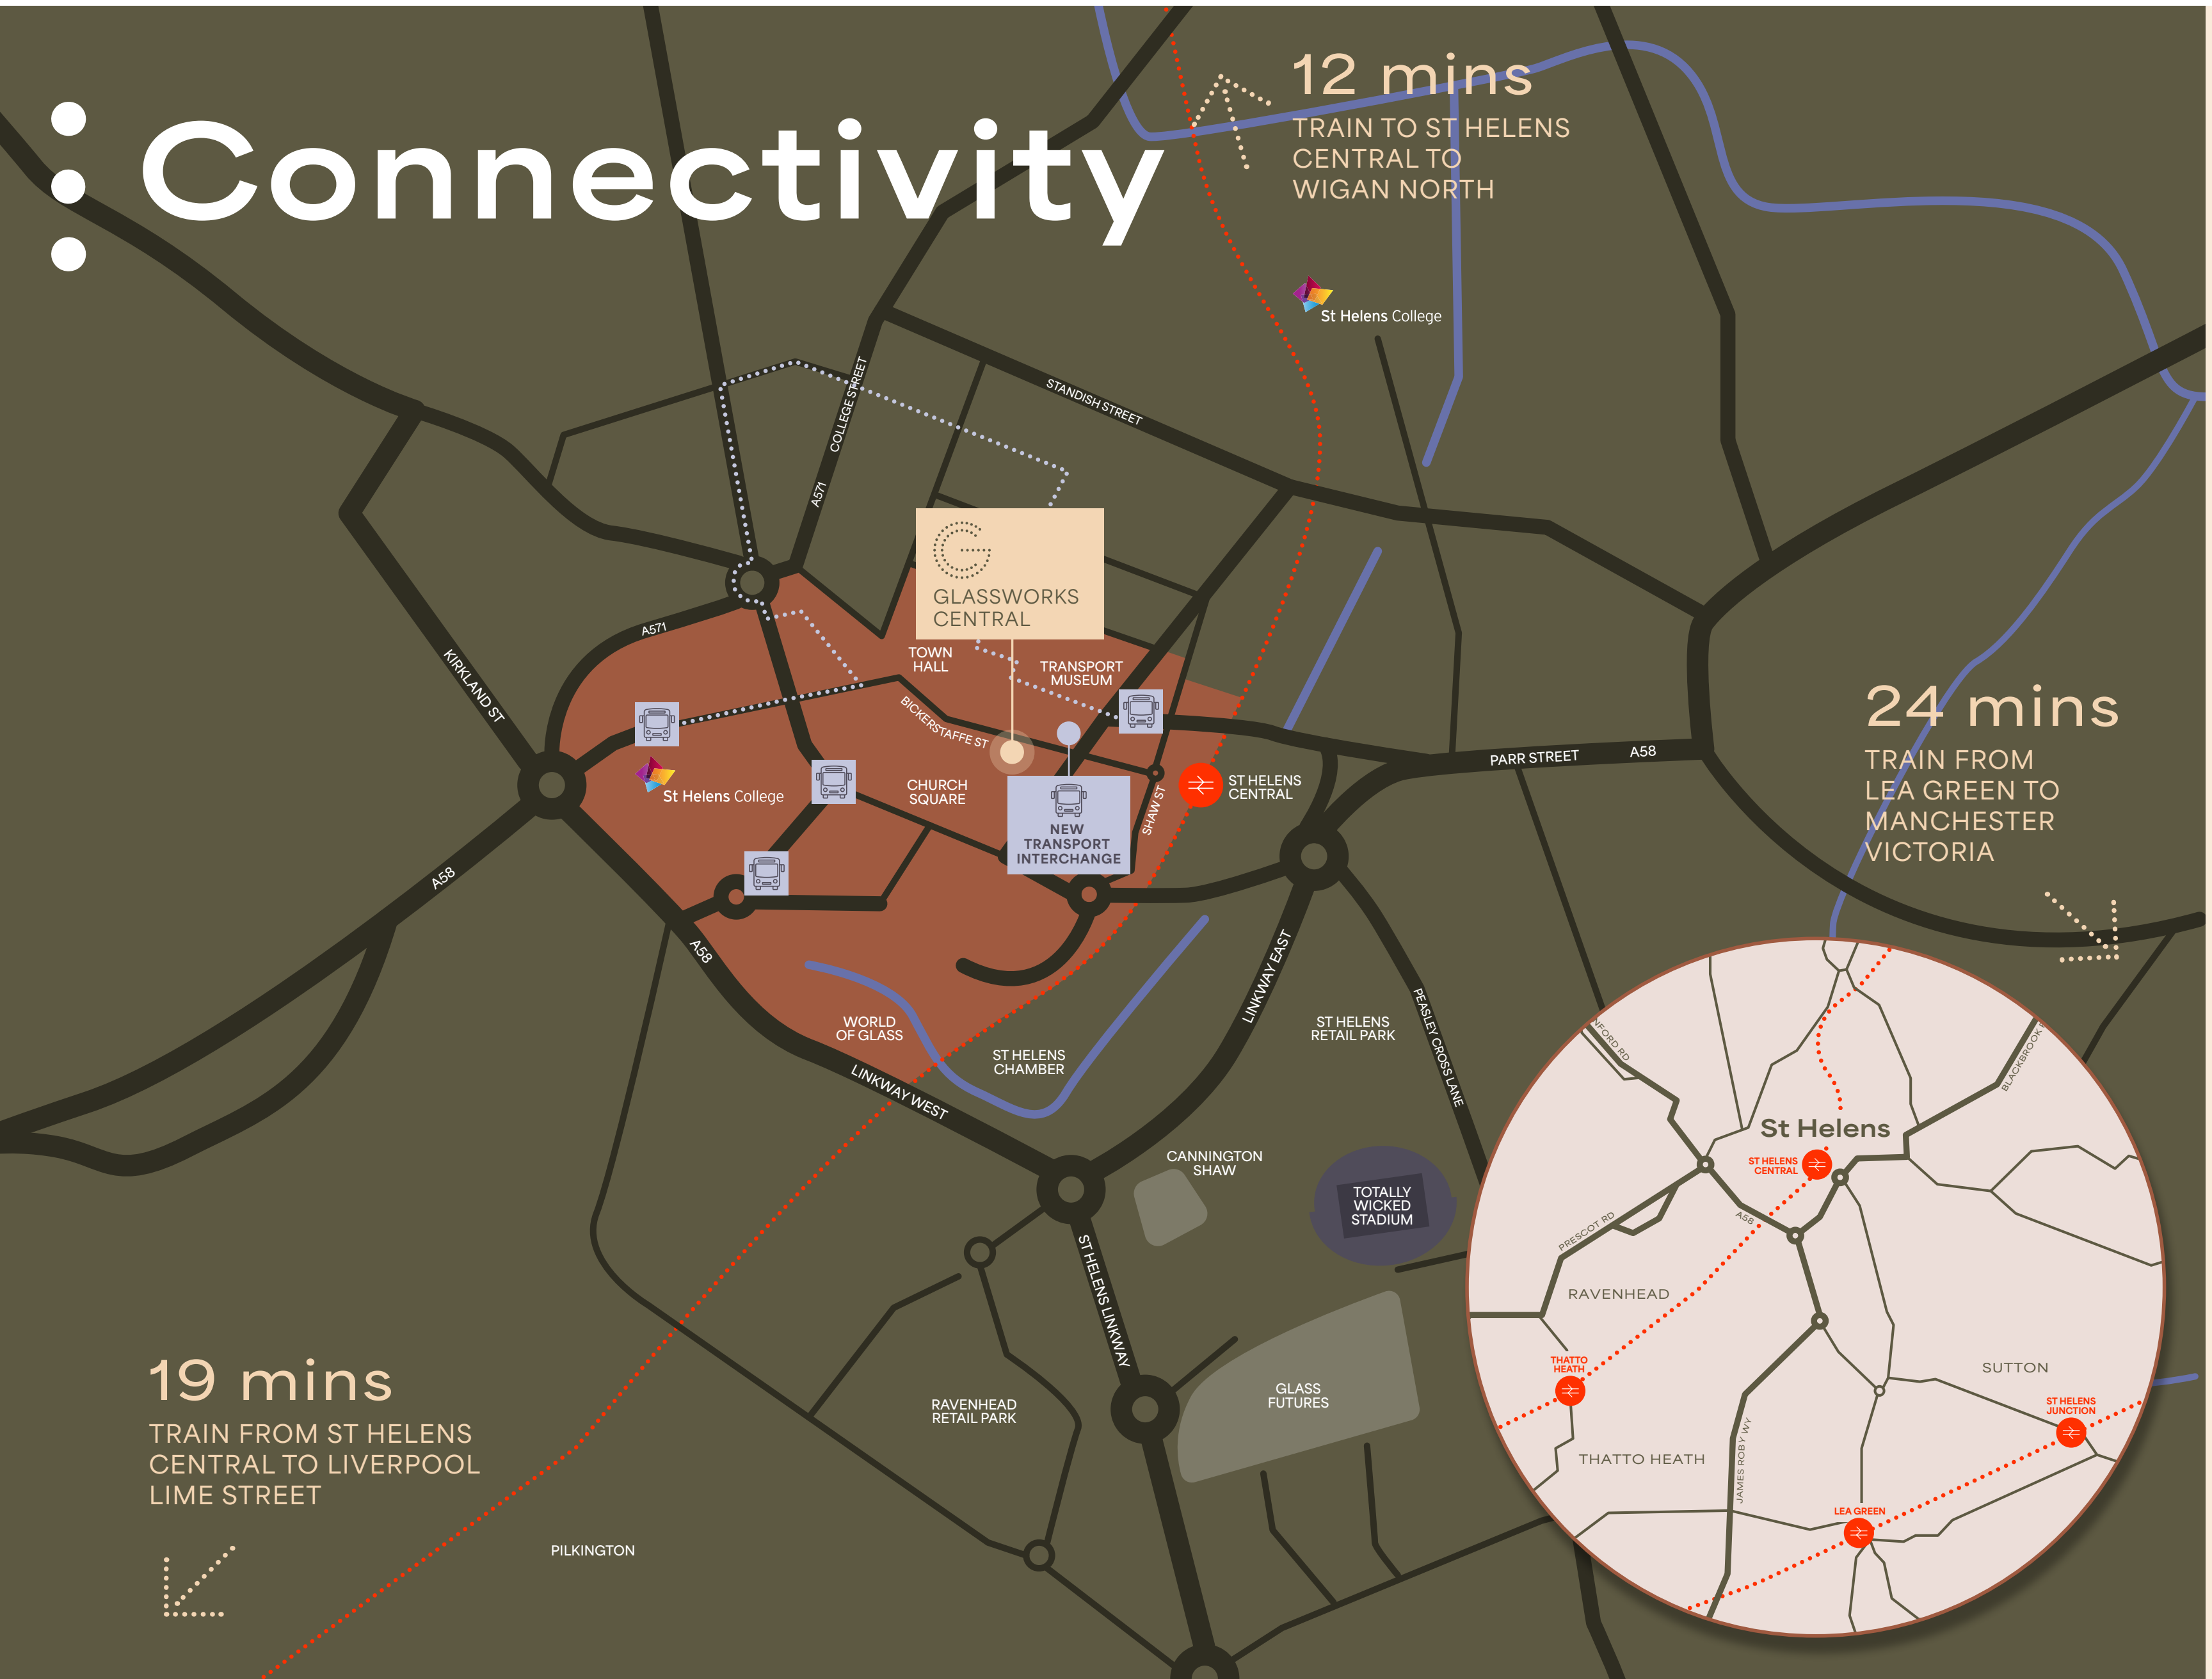 Connectivity
12 mins
TRAIN TO ST HELENS
CENTRAL TO
WIGAN NORTH
St Helens College
STANDISH STREET
COLLEGE STREET
A571
GLASSWORKS
CENTRAL
A571
KIRKLAND ST
TOWN
HALL
TRANSPORT
MUSEUM
BICKERSTAFFE ST
St Helens College
CHURCH
SQUARE
NEW
TRANSPORT
INTERCHANGE
SHAW ST
ST HELENS
CENTRAL
PARR STREET
A58
24 mins
TRAIN FROM
LEA GREEN TO
MANCHESTER
VICTORIA
A58
A58
WORLD
OF GLASS
ST HELENS
CHAMBER
LINKWAY WEST
LINKWAY EAST
ST HELENS
RETAIL PARK
PEASLEY CROSS LANE
CANNINGTON
SHAW
TOTALLY
WICKED
STADIUM
ST HELENS LINKWAY
GLASS
FUTURES
RAVENHEAD
RETAIL PARK
19 mins
TRAIN FROM ST HELENS
CENTRAL TO LIVERPOOL
LIME STREET
PILKINGTON
NFORD RD
BLACKBROOK
St Helens
ST HELENS
CENTRAL
A58
PRESCOT RD
RAVENHEAD
THATTO
HEATH
SUTTON
ST HELENS
JUNCTION
THATTO HEATH
JAMES ROBY WY
LEA GREEN